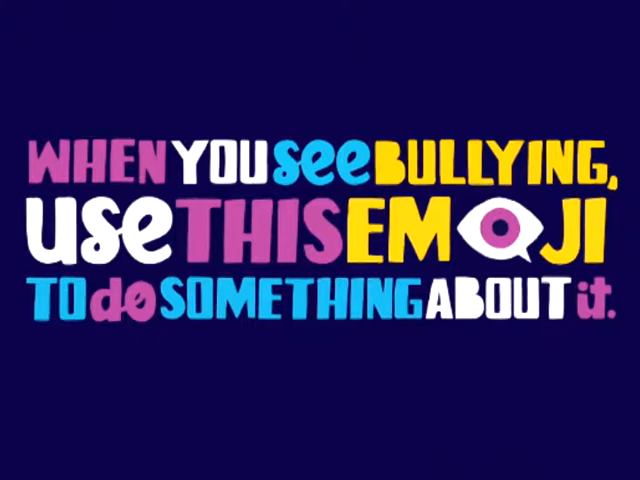 WHEN YOU see BULLYING,
USe THIS EMOJI
TO do SOMETHING ABOUT it.